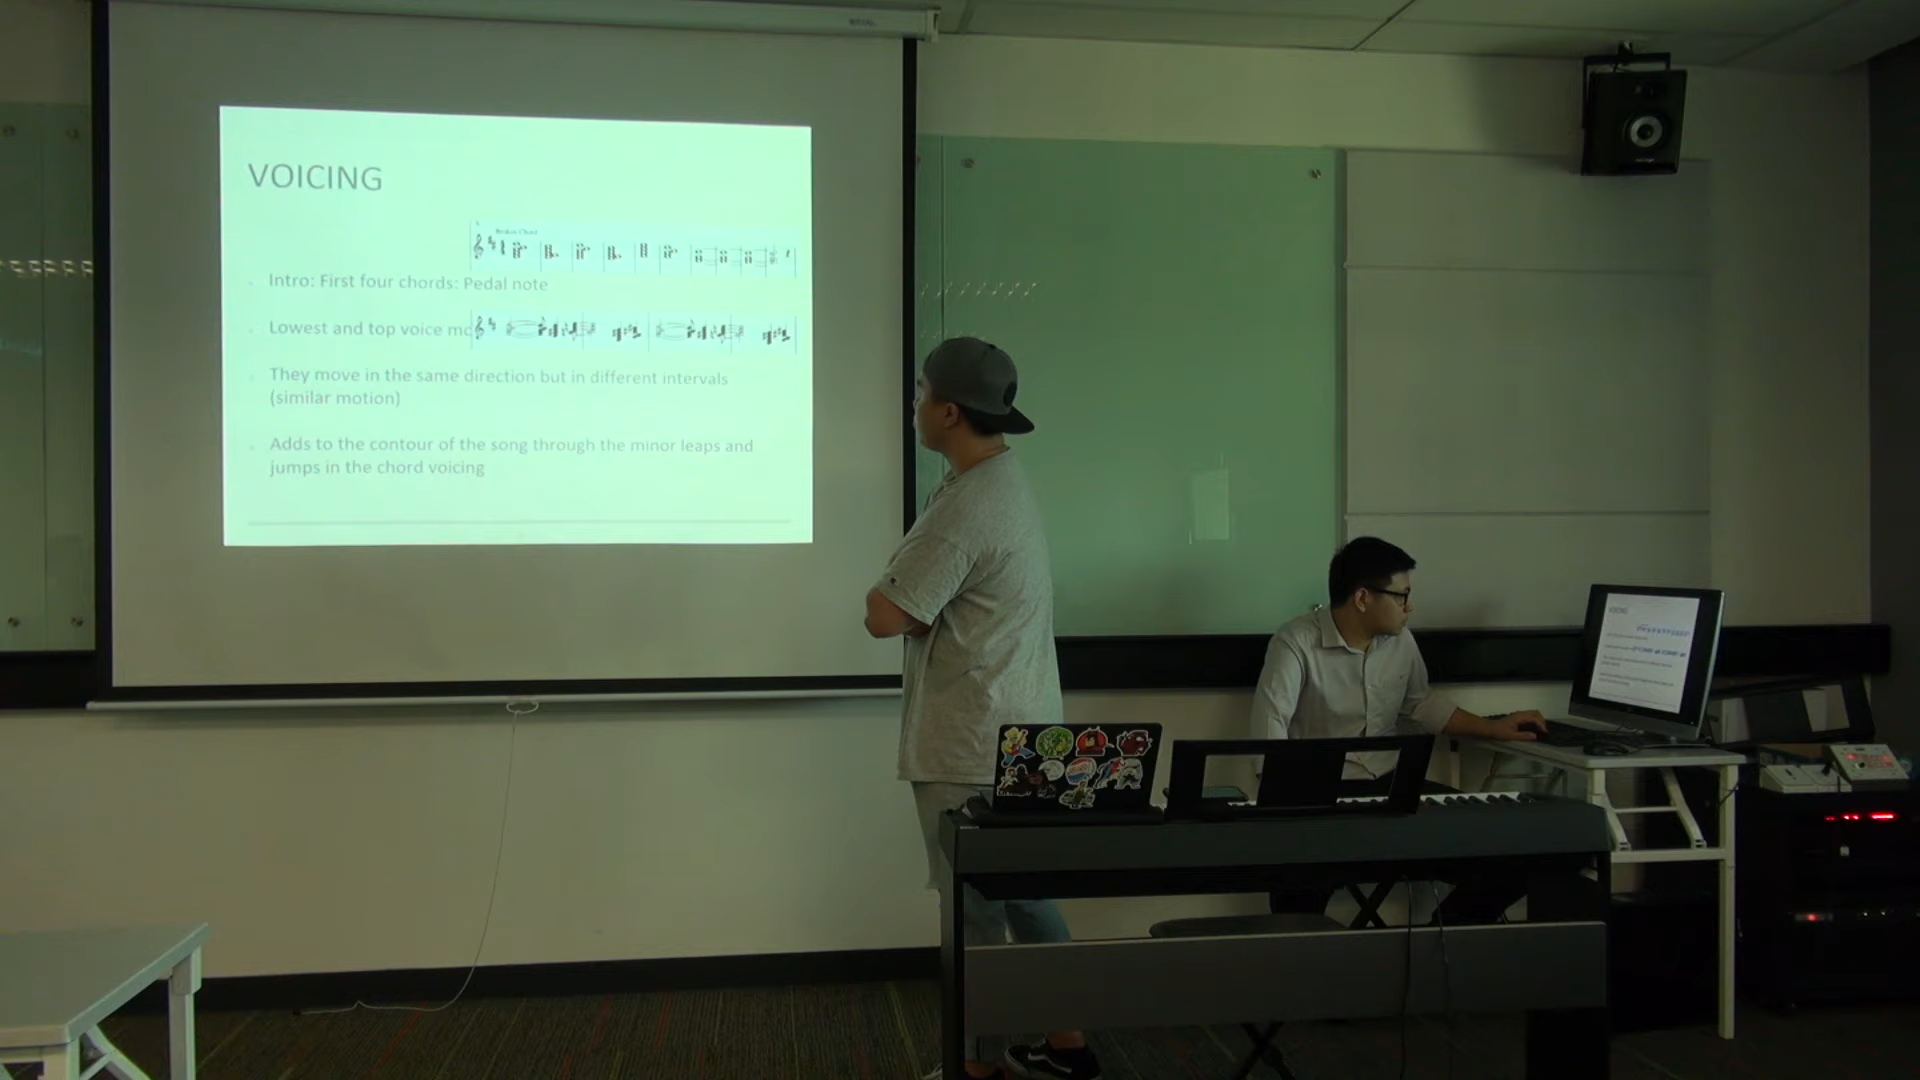 VOICING
Broken Chord
Intro: First four chords: Pedal note
Lowest and top voice
They move in the same direction but in different intervals
(similar motion)
Adds to the contour of the song through the minor leaps and
jumps in the chord voicing
VOICING